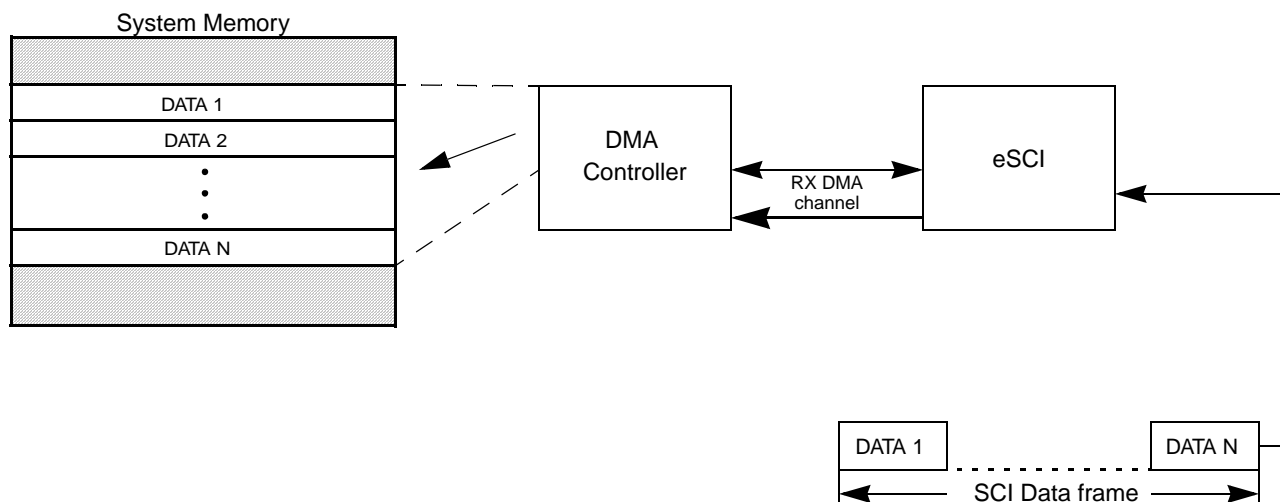 System Memory
DATA 1
DATA 2
DATA N
DMA
Controller
RX DMA
channel
eSCI
DATA 1
DATA N
SCI Data frame